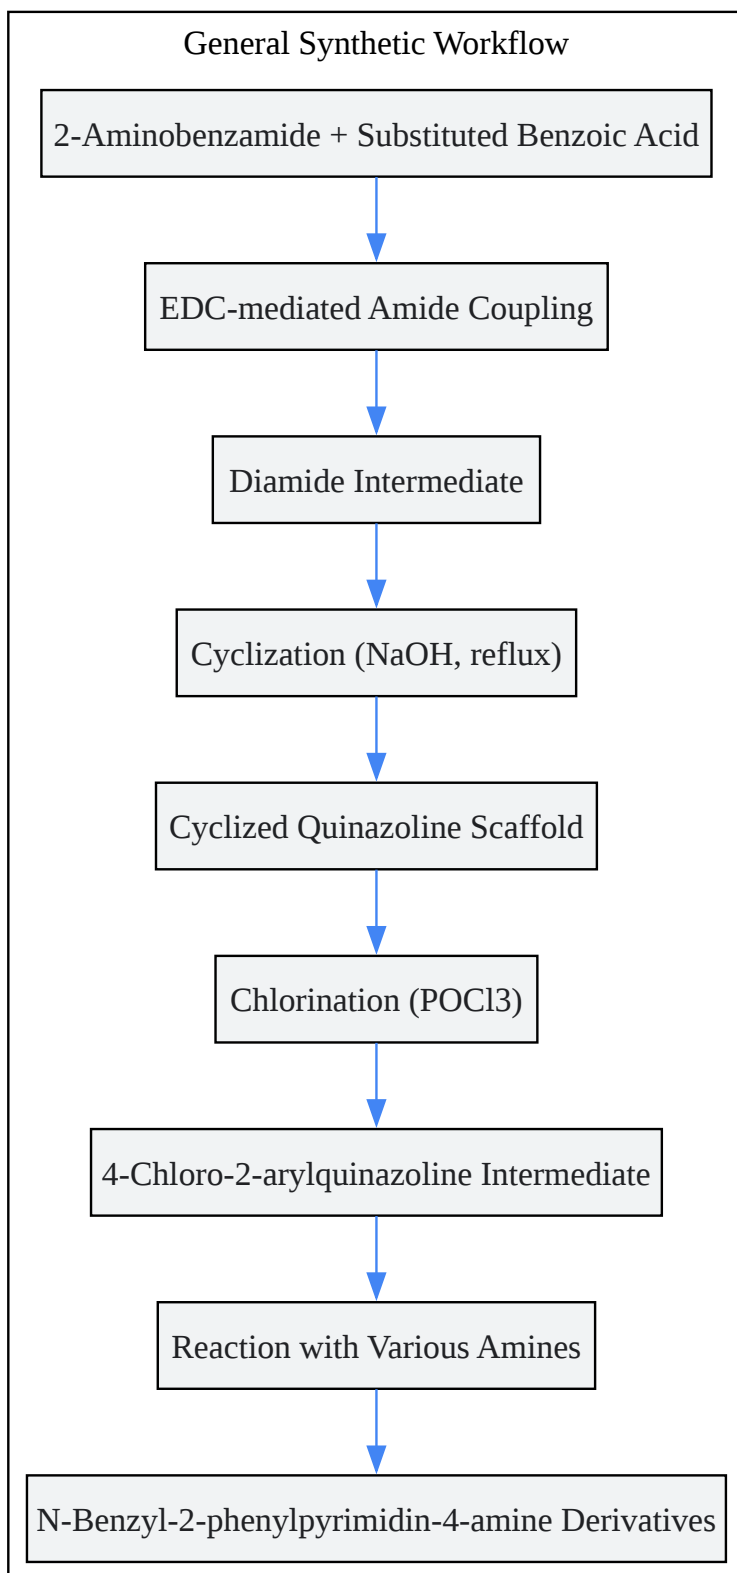 General Synthetic Workflow
2-Aminobenzamide + Substituted Benzoic Acid
EDC-mediated Amide Coupling
Diamide Intermediate
Cyclization (NaOH, reflux)
Cyclized Quinazoline Scaffold
Chlorination (POCl3)
4-Chloro-2-arylquinazoline Intermediate
Reaction with Various Amines
N-Benzyl-2-phenylpyrimidin-4-amine Derivatives